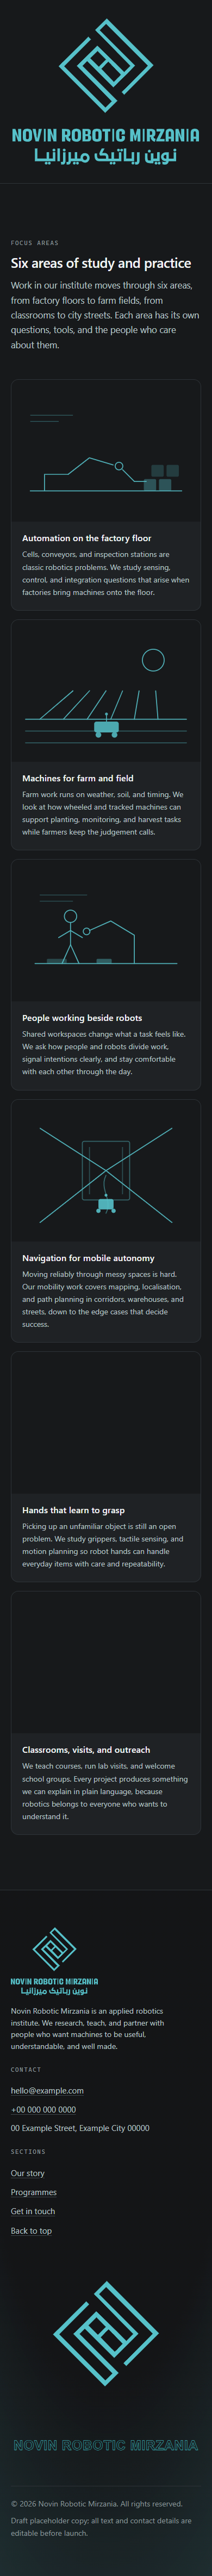 NOVIN ROBOTIC MIRZANIA
نوین رباتیک میرزانیا
FOCUS AREAS
Six areas of study and practice
Work in our institute moves through six areas,
from factory floors to farm fields, from
classrooms to city streets. Each area has its own
questions, tools, and the people who care
about them.
Automation on the factory floor
Cells, conveyors, and inspection stations are
classic robotics problems. We study sensing,
control, and integration questions that arise when
factories bring machines onto the floor.
Machines for farm and field
Farm work runs on weather, soil, and timing. We
look at how wheeled and tracked machines can
support planting, monitoring, and harvest tasks
while farmers keep the judgement calls.
People working beside robots
Shared workspaces change what a task feels like.
We ask how people and robots divide work,
signal intentions clearly, and stay comfortable
with each other through the day.
Navigation for mobile autonomy
Moving reliably through messy spaces is hard.
Our mobility work covers mapping, localisation,
and path planning in corridors, warehouses, and
streets, down to the edge cases that decide
success.
Hands that learn to grasp
Picking up an unfamiliar object is still an open
problem. We study grippers, tactile sensing, and
motion planning so robot hands can handle
everyday items with care and repeatability.
Classrooms, visits, and outreach
We teach courses, run lab visits, and welcome
school groups. Every project produces something
we can explain in plain language, because
robotics belongs to everyone who wants to
understand it.
NOVIN ROBOTIC MIRZANIA
نوین رباتیک میرزانیا
Novin Robotic Mirzania is an applied robotics
institute. We research, teach, and partner with
people who want machines to be useful,
understandable, and well made.
CONTACT
hello@example.com
+00 000 000 0000
00 Example Street, Example City 00000
SECTIONS
Our story
Programmes
Get in touch
Back to top
NOVIN ROBOTIC MIRZANIA
© 2026 Novin Robotic Mirzania. All rights reserved.
Draft placeholder copy: all text and contact details are
editable before launch.